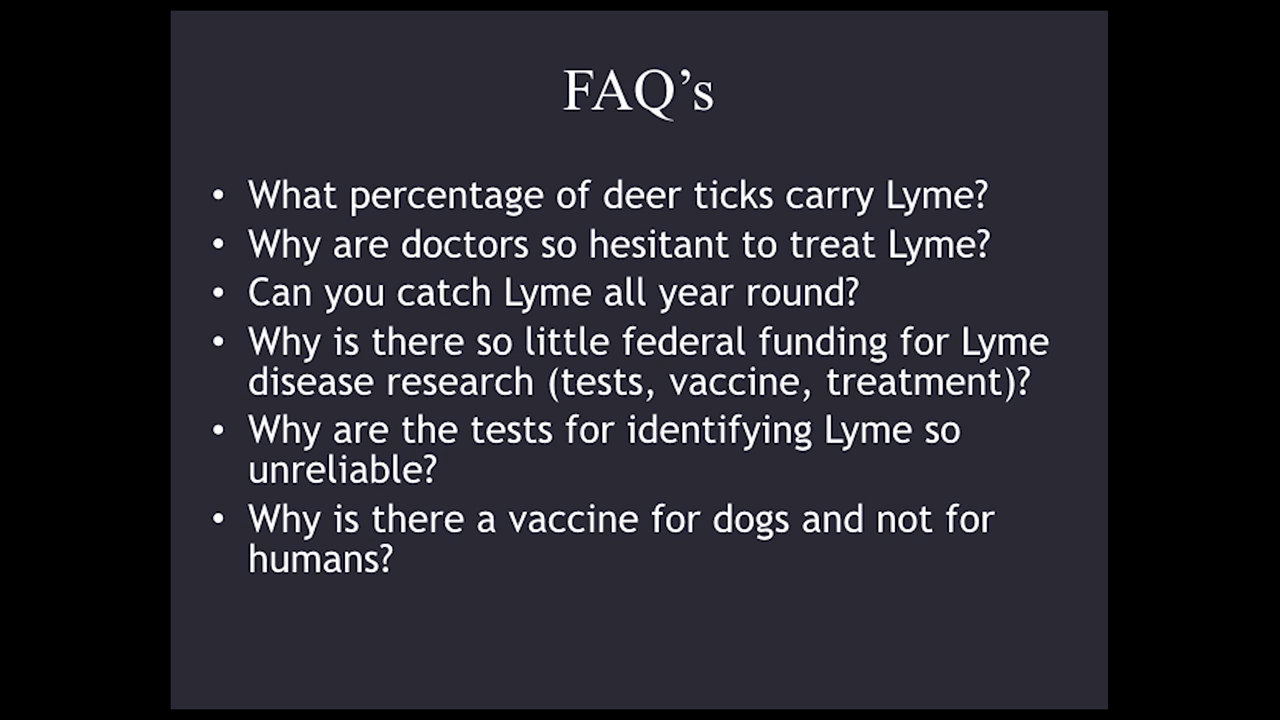 FAQ’s
• What percentage of deer ticks carry Lyme?
• Why are doctors so hesitant to treat Lyme?
• Can you catch Lyme all year round?
• Why is there so little federal funding for Lyme
disease research (tests, vaccine, treatment)?
• Why are the tests for identifying Lyme so
unreliable?
• Why is there a vaccine for dogs and not for
humans?